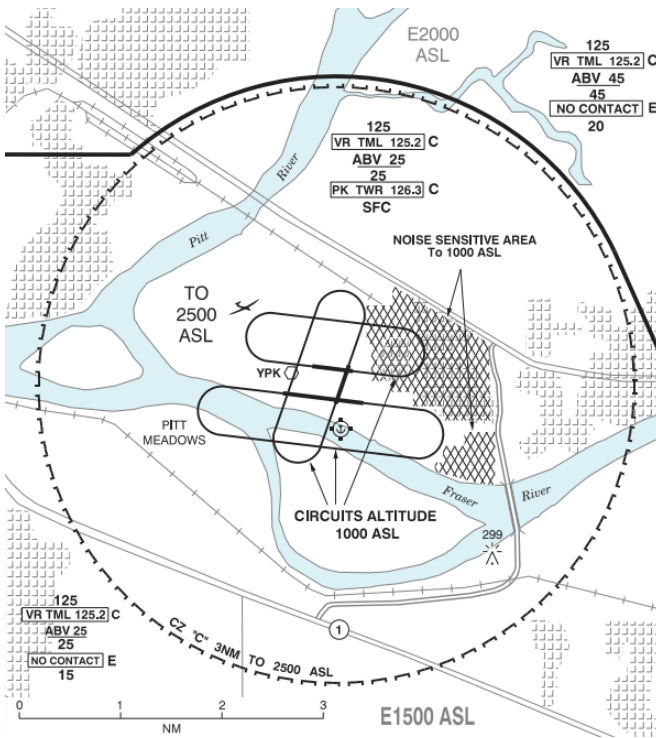 E2000
ASL
125
VR TML 125.2 C
ABV 45
45
NO CONTACT E
20
125
VR TML 125.2 C
ABV 25
25
PK TWR 126.3 C
SFC
River
Pitt
NOISE SENSITIVE AREA
To 1000 ASL
TO
2500
ASL
YPK
PITT
MEADOWS
Fraser
River
CIRCUITS ALTITUDE
1000 ASL
299
125
VR TML 125.2 C
ABV 25
25
NO CONTACT E
15
CZ "C" 3NM TO 2500 ASL
1
0 1 2 3
NM
E1500 ASL